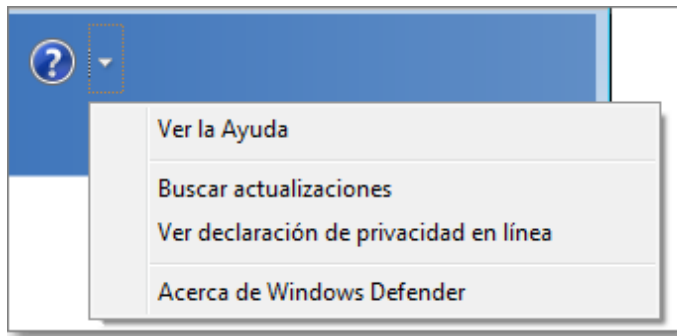 Ver la Ayuda
Buscar actualizaciones
Ver declaración de privacidad en línea
Acerca de Windows Defender